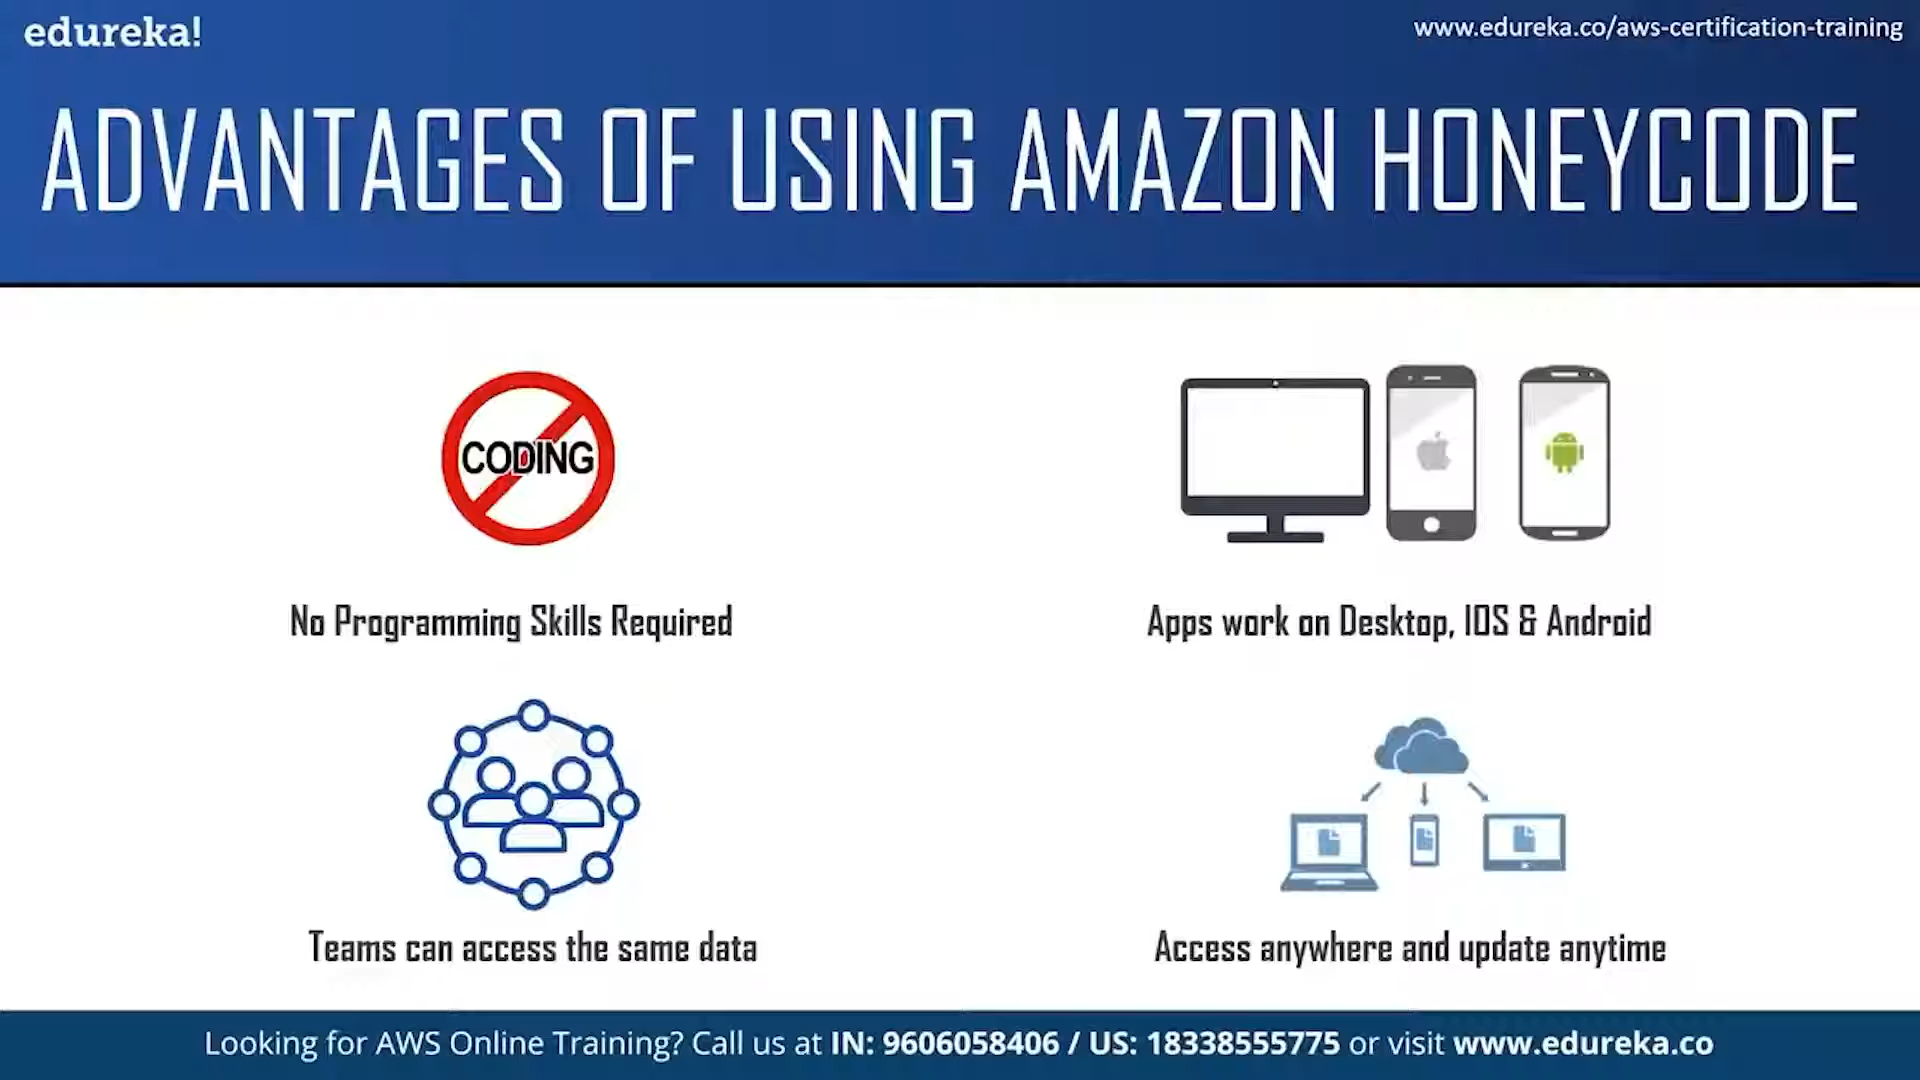 edureka!
www.edureka.co/aws-certification-training
ADVANTAGES OF USING AMAZON HONEYCODE
CODING
No Programming Skills Required
Apps work on Desktop, IOS & Android
Teams can access the same data
Access anywhere and update anytime
Looking for AWS Online Training? Call us at IN: 9606058406 / US: 18338555775 or visit www.edureka.co